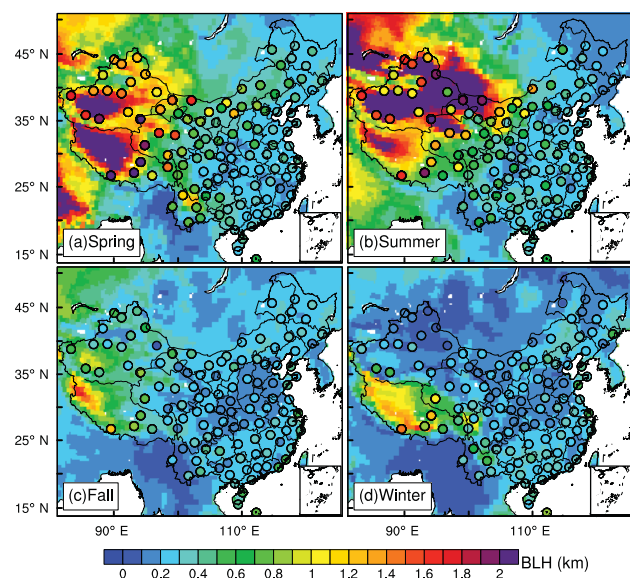 45° N
35° N
25° N
15° N
(a)Spring
(b)Summer
45° N
35° N
25° N
15° N
(c)Fall
(d)Winter
90° E
110° E
90° E
110° E
0 0.2 0.4 0.6 0.8 1 1.2 1.4 1.6 1.8 2
BLH (km)